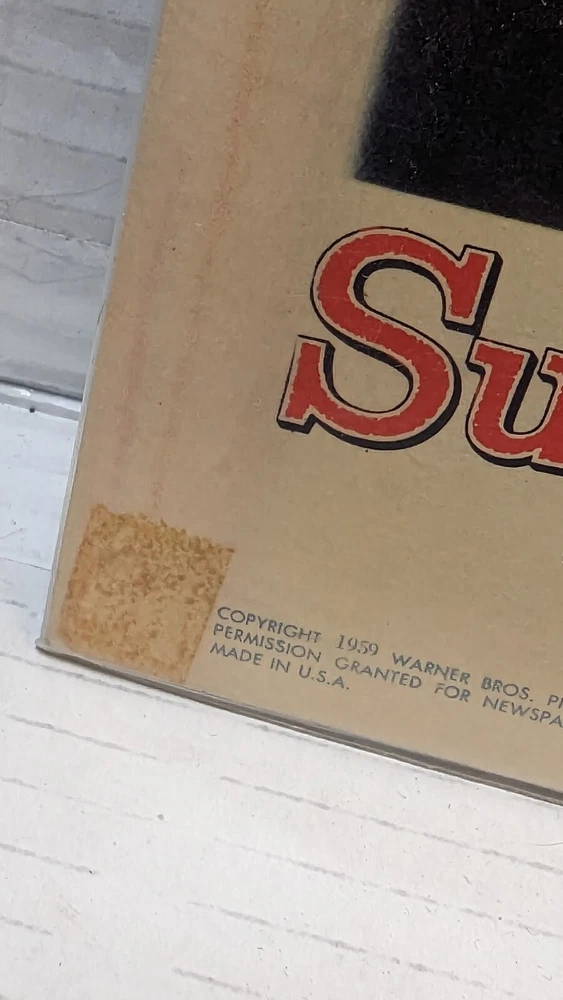 Su
COPYRIGHT 1959 WARNER BROS.
PERMISSION GRANTED FOR
MADE IN U.S.A.